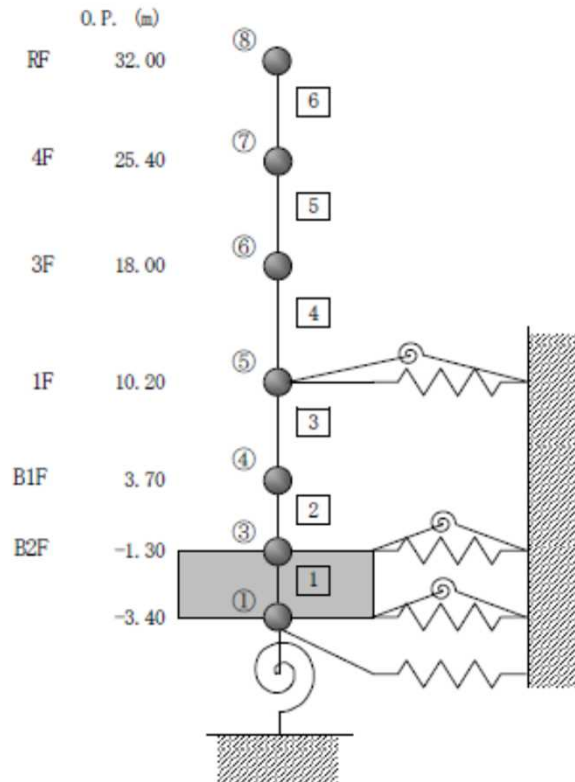 O.P. (m)
RF 32.00 ⑧
6
4F 25.40 ⑦
5
3F 18.00 ⑥
4
1F 10.20 ⑤
3
B1F 3.70 ④
2
B2F -1.30 ③
1
-3.40 ①